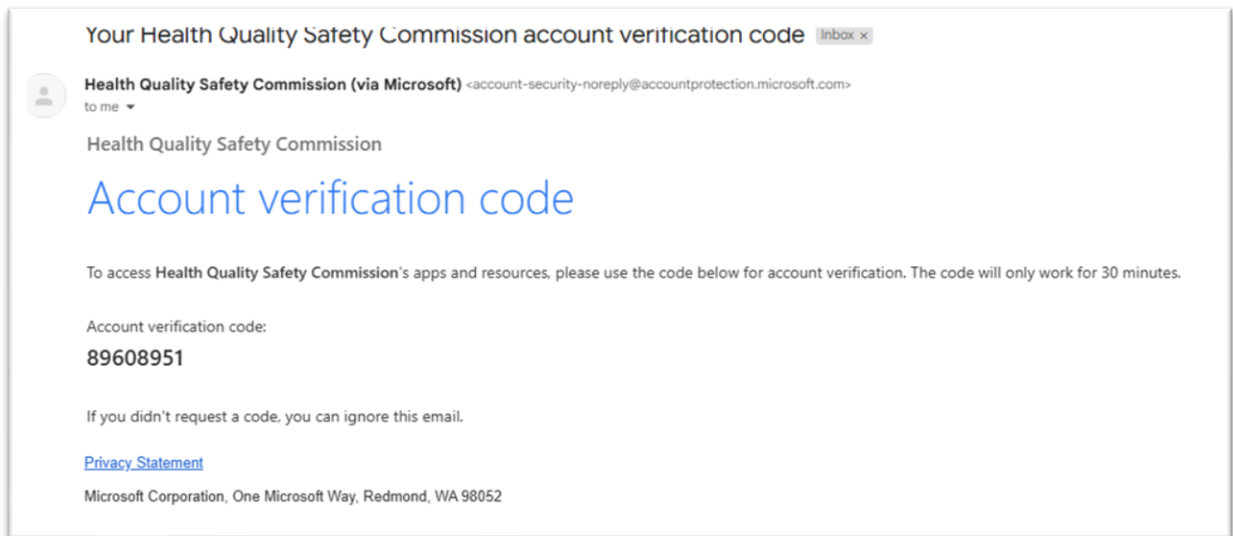 Your Health Quality Safety Commission account verification code Inbox x
Health Quality Safety Commission (via Microsoft) <account-security-noreply@accountprotection.microsoft.com>
to me
Health Quality Safety Commission
Account verification code
To access Health Quality Safety Commission's apps and resources, please use the code below for account verification. The code will only work for 30 minutes.
Account verification code:
89608951
If you didn't request a code, you can ignore this email.
Privacy Statement
Microsoft Corporation, One Microsoft Way, Redmond, WA 98052